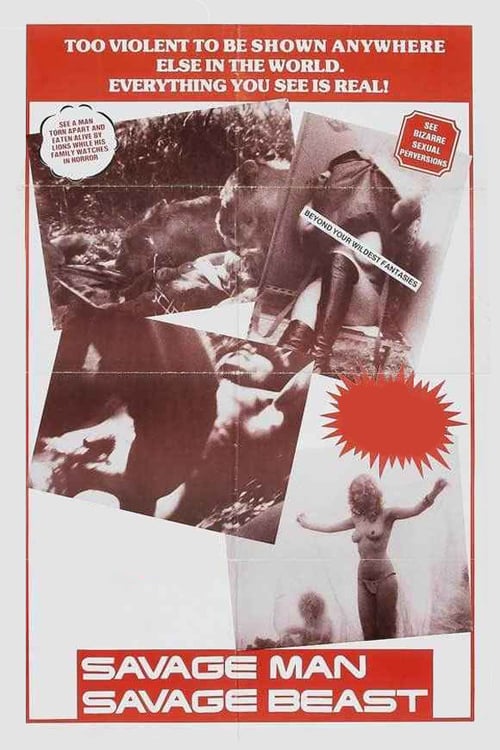 TOO VIOLENT TO BE SHOWN ANYWHERE
ELSE IN THE WORLD.
EVERYTHING YOU SEE IS REAL!
SEE A MAN
TORN APART AND
EATEN ALIVE BY
LIONS WHILE HIS
FAMILY WATCHES
IN HORROR
SEE
BIZARRE
SEXUAL
PERVERSIONS
BEYOND YOUR WILDEST FANTASIES
SAVAGE MAN
SAVAGE BEAST